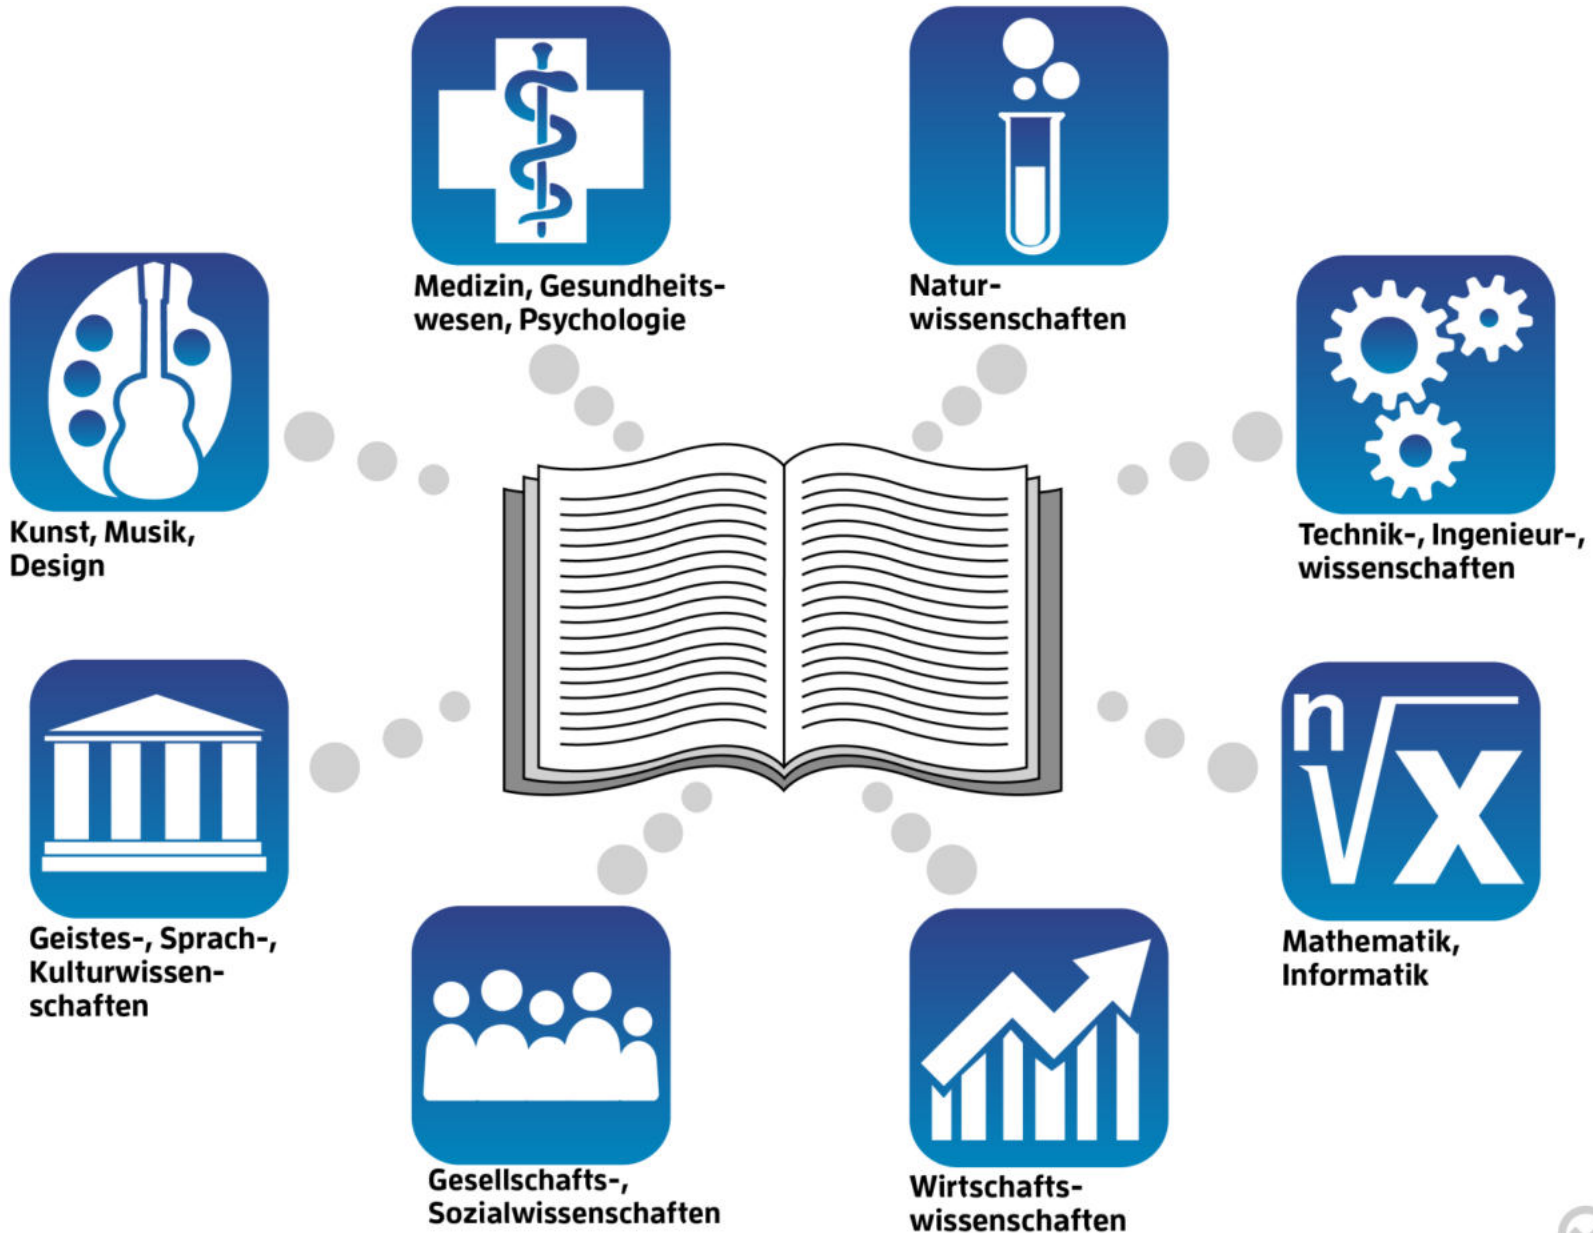 Medizin, Gesundheits-
wesen, Psychologie
Natur-
wissenschaften
Kunst, Musik,
Design
Technik-, Ingenieur-,
wissenschaften
Geistes-, Sprach-,
Kulturwissen-
schaften
Mathematik,
Informatik
Gesellschafts-,
Sozialwissenschaften
Wirtschafts-
wissenschaften
n√x